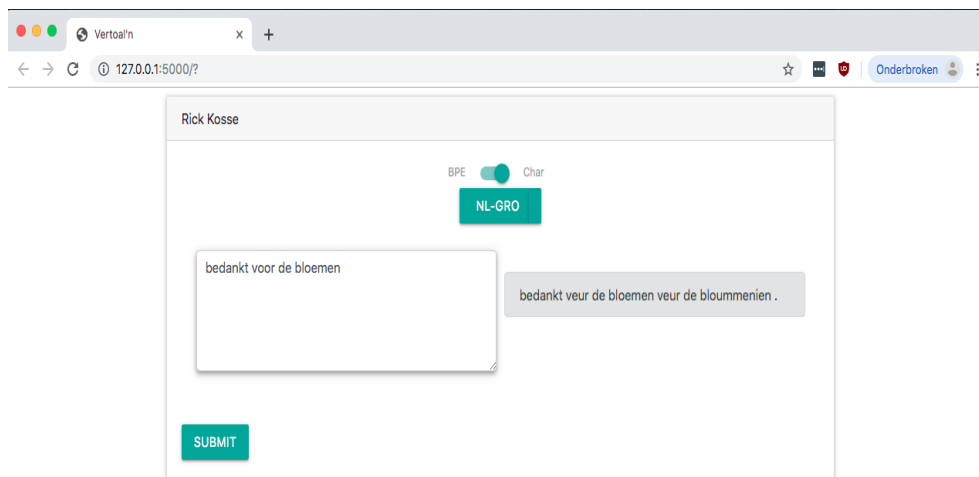 Vertoal'n
127.0.0.1:5000/?
Onderbroken
Rick Kosse
BPE Char
NL-GRO
bedankt voor de bloemen
bedankt veur de bloemen veur de bloummenien .
SUBMIT